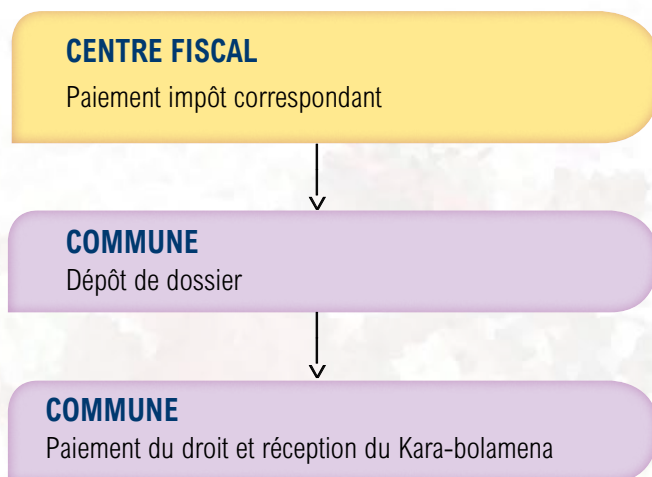 CENTRE FISCAL
Paiement impôt correspondant
COMMUNE
Dépôt de dossier
COMMUNE
Paiement du droit et réception du Kara-bolamena